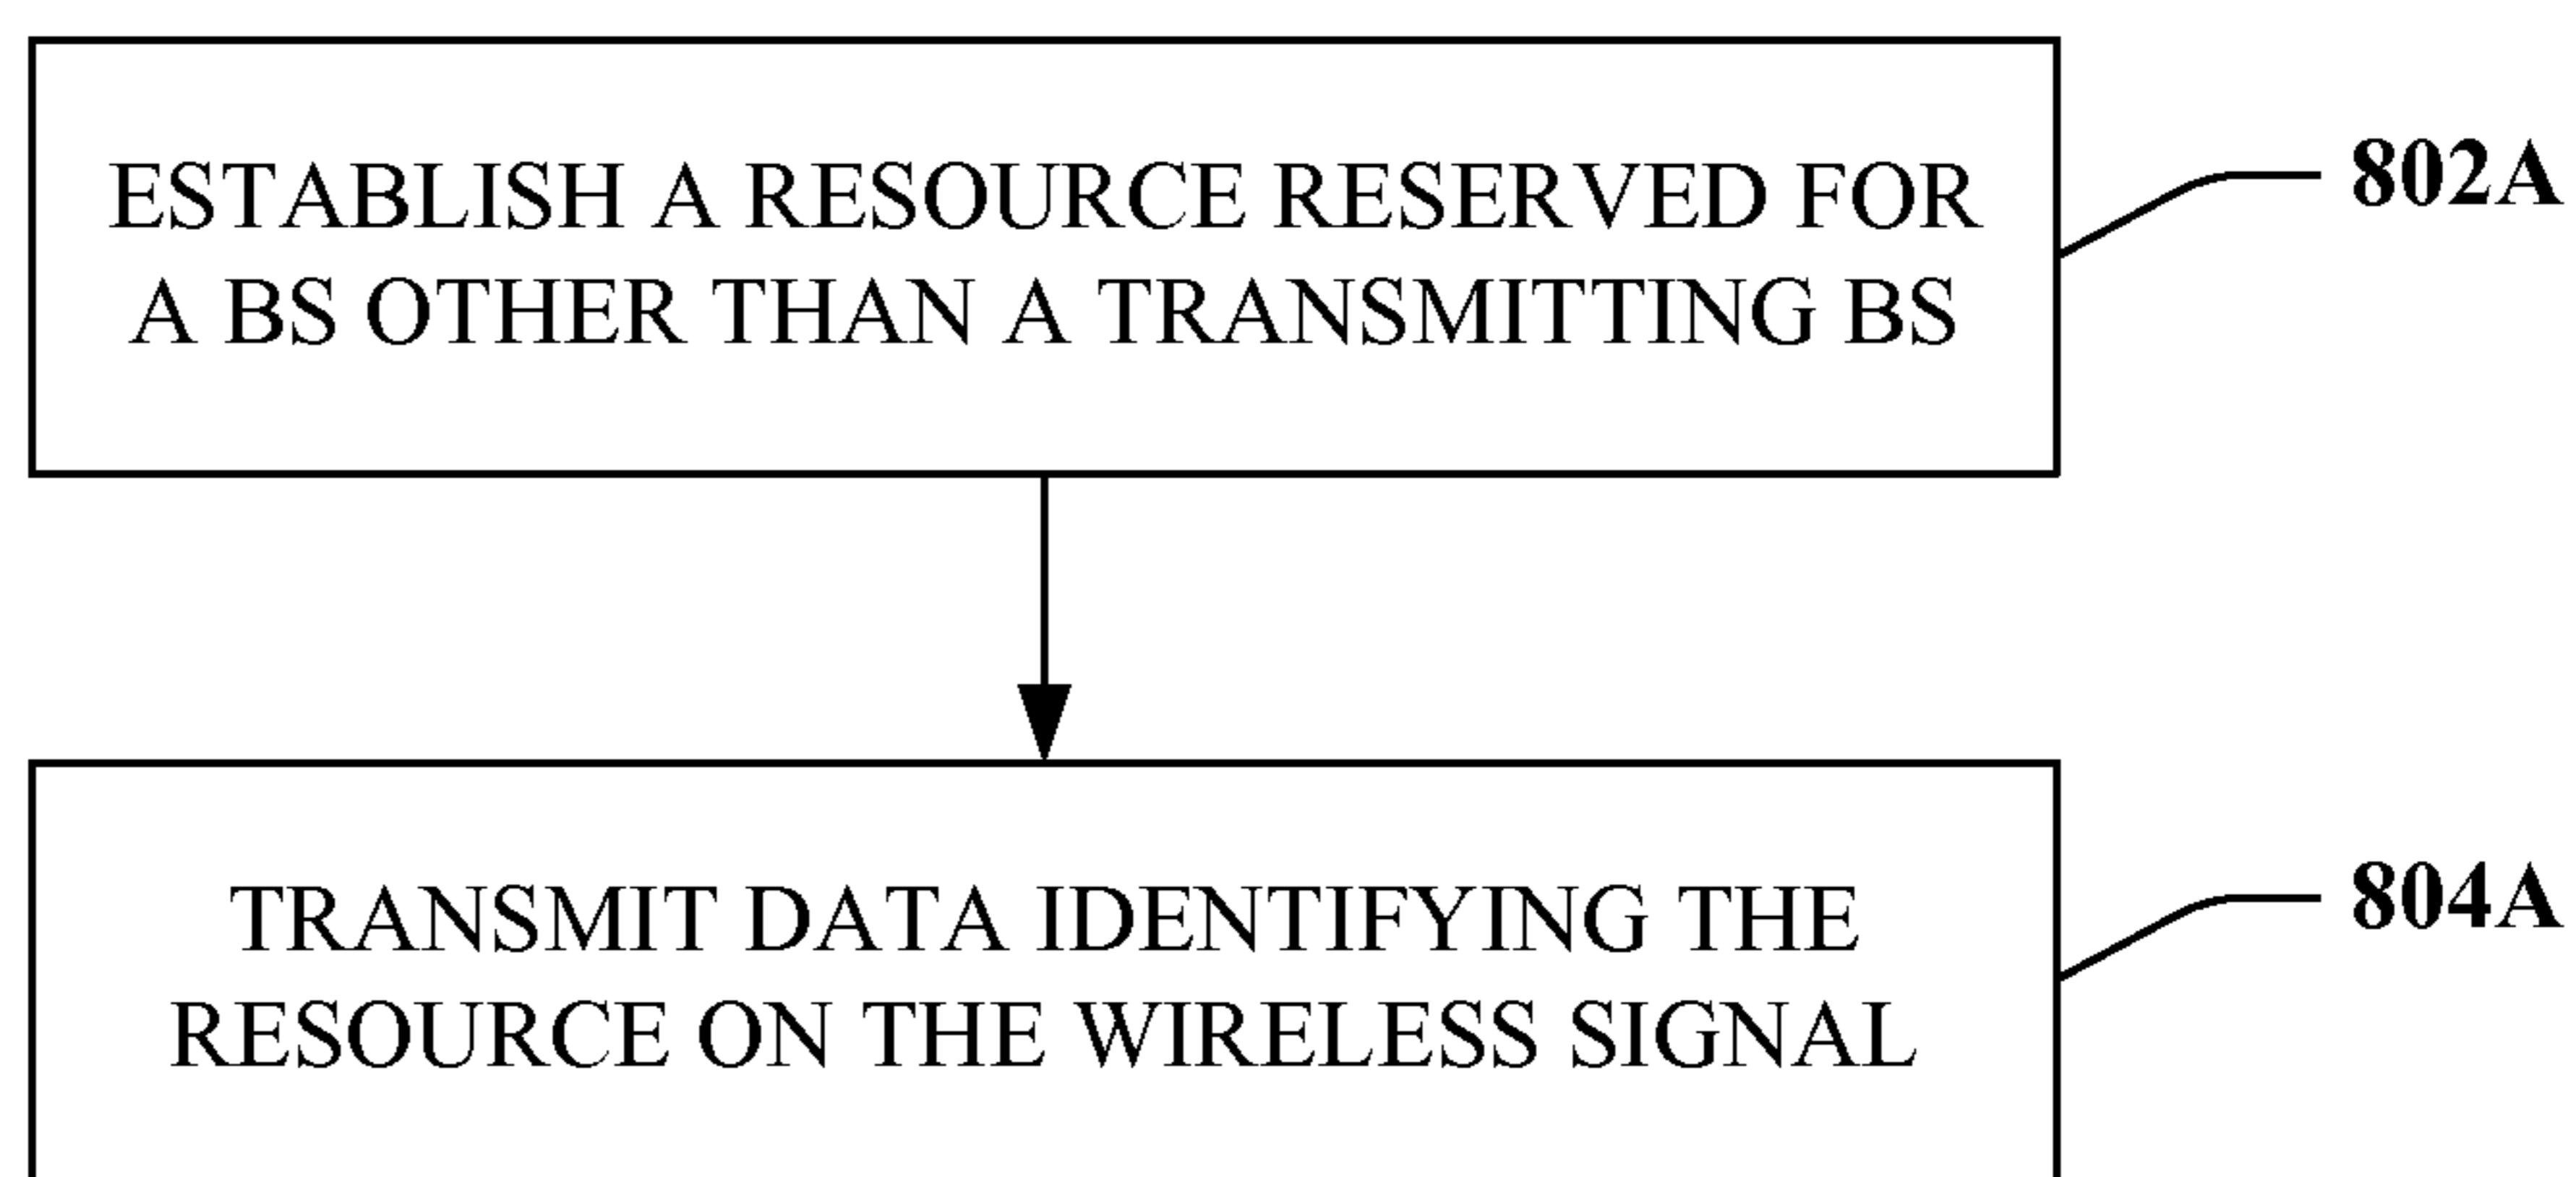 ESTABLISH A RESOURCE RESERVED FOR
A BS OTHER THAN A TRANSMITTING BS
802A
TRANSMIT DATA IDENTIFYING THE
RESOURCE ON THE WIRELESS SIGNAL
804A